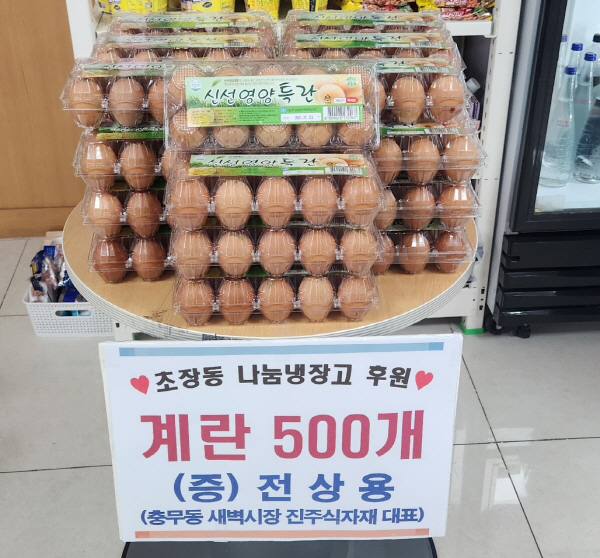 신선영양특란
신선영양특란
♥초장동 나눔냉장고 후원♥
계란 500개
(증) 전상용
(충무동 새벽시장 진주식자재 대표)